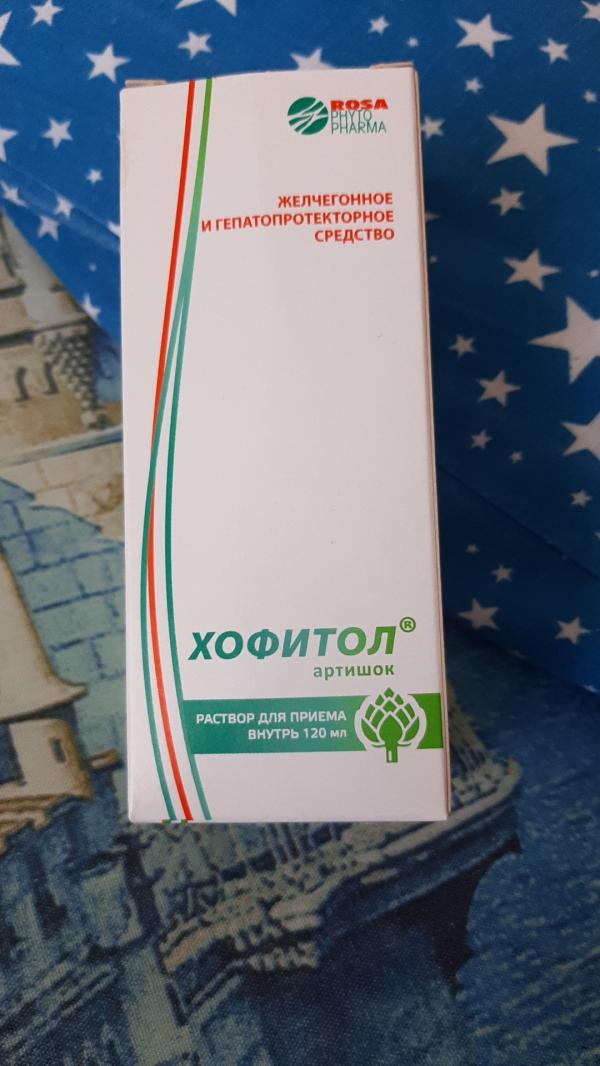 ROSA
PHYTO
PHARMA
ЖЕЛЧЕГОННОЕ
И ГЕПАТОПРОТЕКТОРНОЕ
СРЕДСТВО
ХОФИТОЛ®
артишок
РАСТВОР ДЛЯ ПРИЕМА
ВНУТРЬ 120 мл